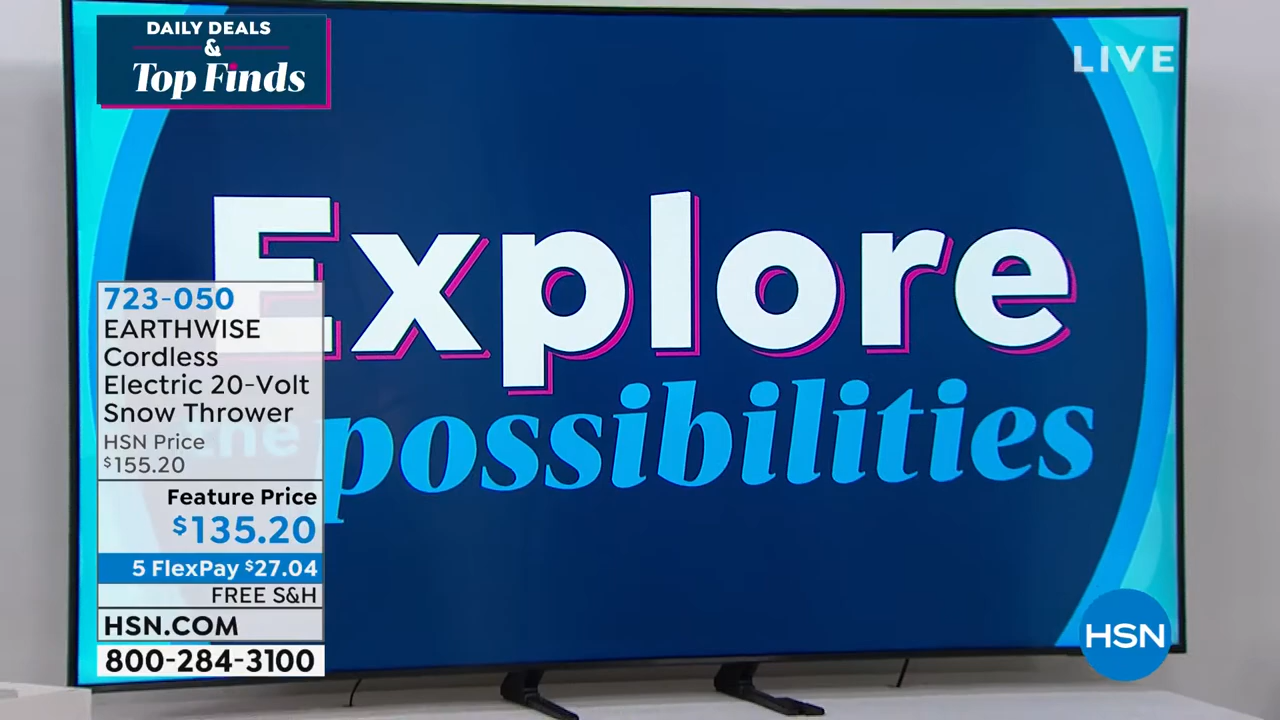 DAILY DEALS
&
Top Finds
LIVE
Explore
the possibilities
723-050
EARTHWISE
Cordless
Electric 20-Volt
Snow Thrower
HSN Price
$155.20
Feature Price
$135.20
5 FlexPay $27.04
FREE S&H
HSN.COM
800-284-3100
HSN